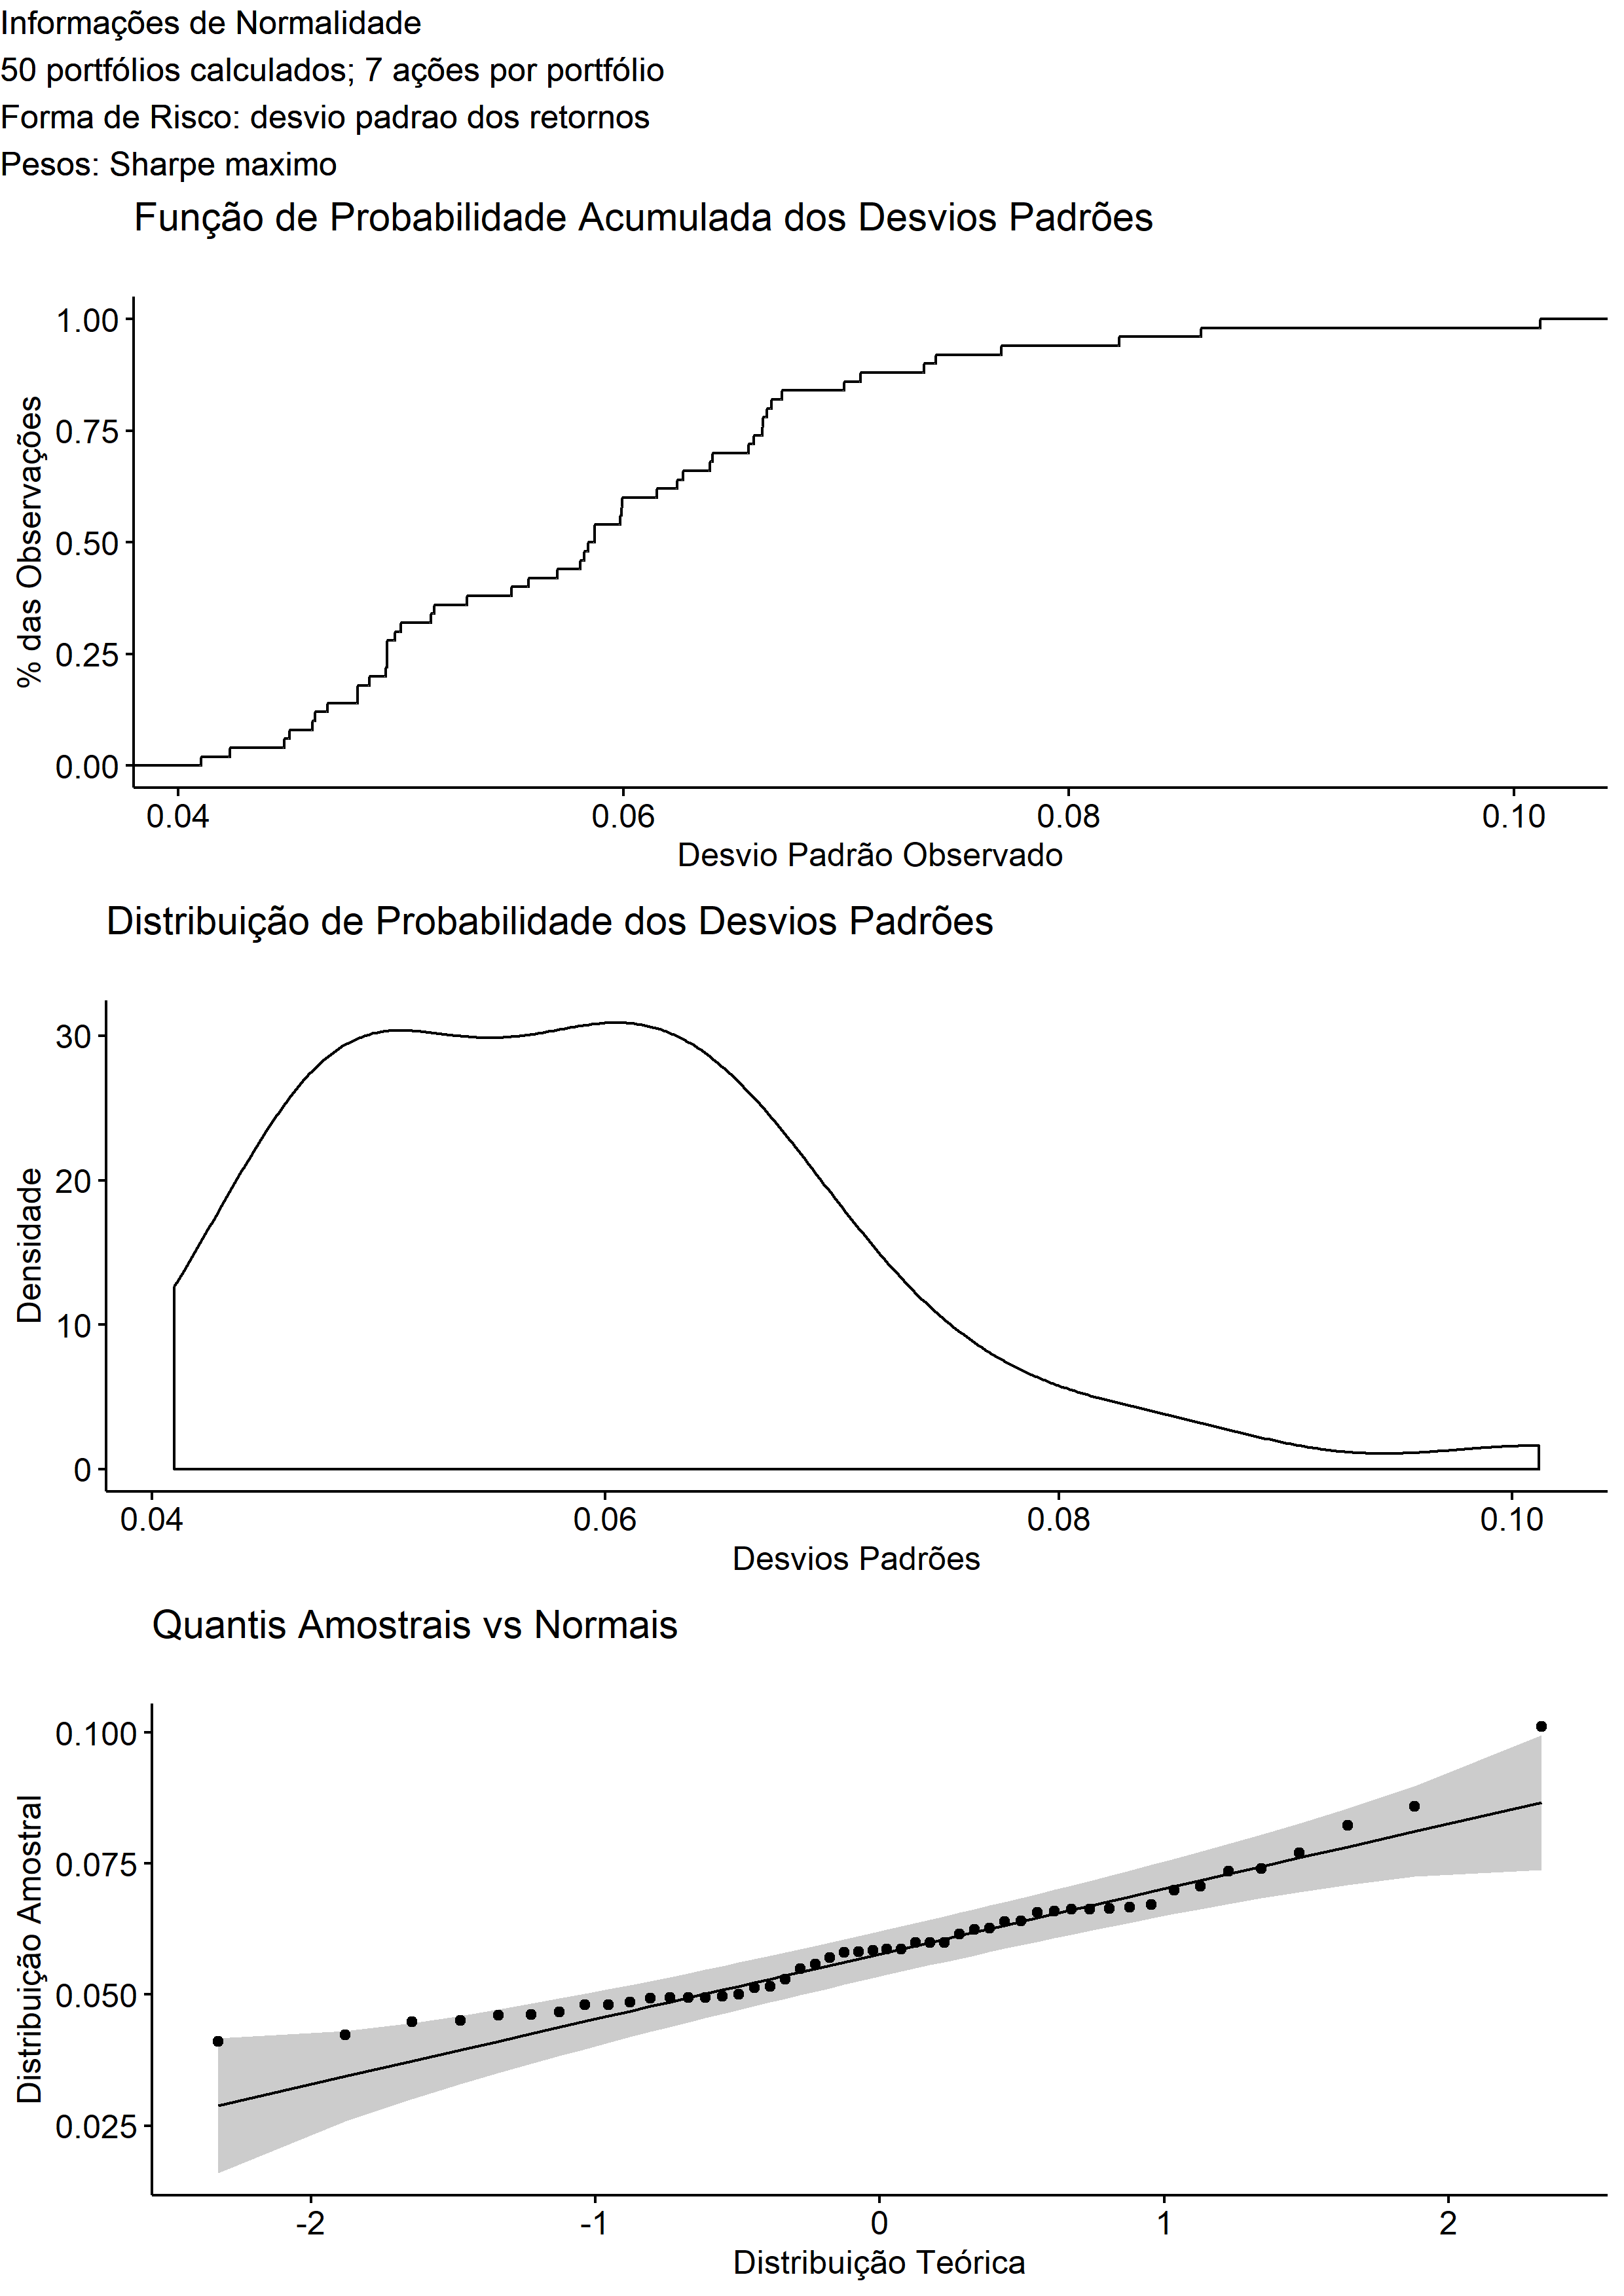 Informações de Normalidade
50 portfólios calculados; 7 ações por portfólio
Forma de Risco: desvio padrao dos retornos
Pesos: Sharpe maximo
Função de Probabilidade Acumulada dos Desvios Padrões
% das Observações
1.00
0.75
0.50
0.25
0.00
0.04 0.06 0.08 0.10
Desvio Padrão Observado
Distribuição de Probabilidade dos Desvios Padrões
Densidade
30
20
10
0
0.04 0.06 0.08 0.10
Desvios Padrões
Quantis Amostrais vs Normais
Distribuição Amostral
0.100
0.075
0.050
0.025
-2 -1 0 1 2
Distribuição Teórica